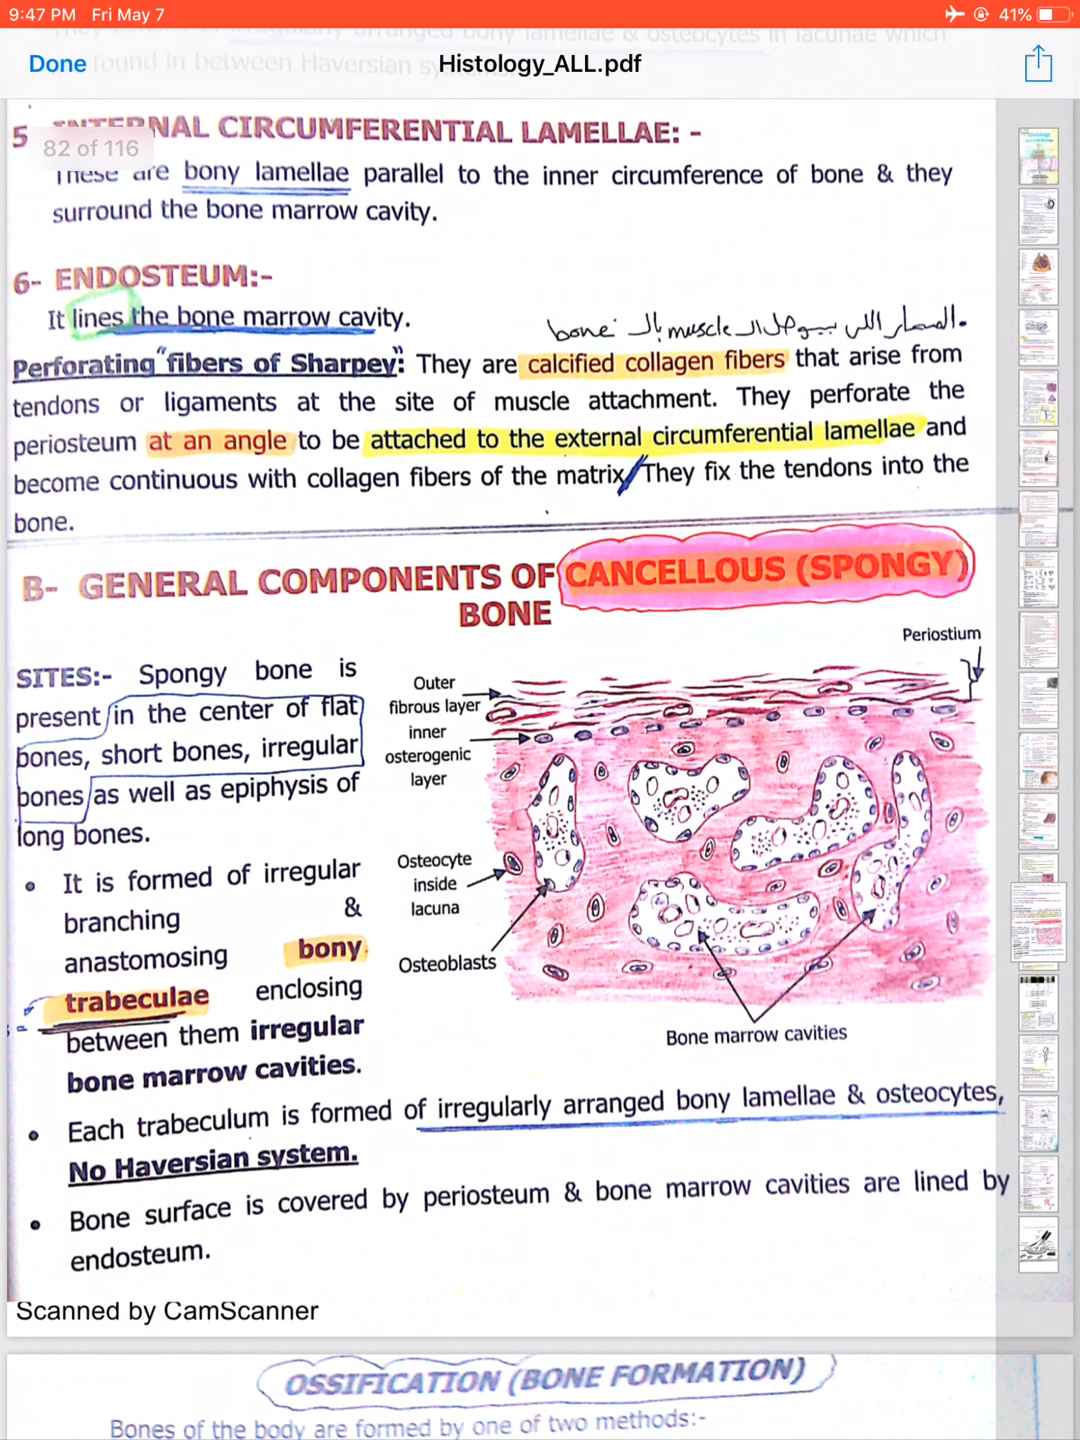 9:47 PM Fri May 7
41%
Done
Histology_ALL.pdf
found in between Haversian
82 of 116
5 INTERNAL CIRCUMFERENTIAL LAMELLAE: -
These are bony lamellae parallel to the inner circumference of bone & they
surround the bone marrow cavity.
6- ENDOSTEUM:-
It lines the bone marrow cavity.
المسمار اللي بيوصل ال muscle بال bone
Perforating "fibers of Sharpey": They are calcified collagen fibers that arise from
tendons or ligaments at the site of muscle attachment. They perforate the
periosteum at an angle to be attached to the external circumferential lamellae and
become continuous with collagen fibers of the matrix/They fix the tendons into the
bone.
B- GENERAL COMPONENTS OF CANCELLOUS (SPONGY)
BONE
SITES:- Spongy bone is
present in the center of flat
bones, short bones, irregular
bones as well as epiphysis of
long bones.
• It is formed of irregular
branching &
anastomosing bony
trabeculae enclosing
between them irregular
bone marrow cavities.
Periostium
Outer
fibrous layer
inner
osterogenic
layer
Osteocyte
inside
lacuna
Osteoblasts
Bone marrow cavities
• Each trabeculum is formed of irregularly arranged bony lamellae & osteocytes,
No Haversian system.
• Bone surface is covered by periosteum & bone marrow cavities are lined by
endosteum.
Scanned by CamScanner
OSSIFICATION (BONE FORMATION)
Bones of the body are formed by one of two methods:-